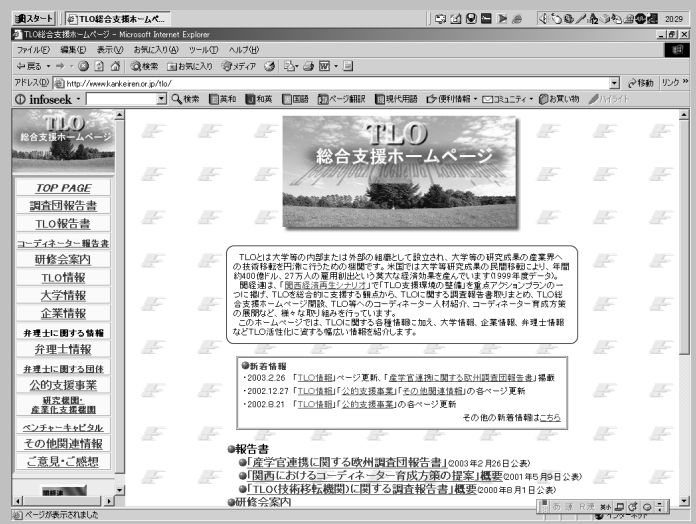 スタート TLO総合支援ホームペ... 2029
TLO総合支援ホームページ - Microsoft Internet Explorer
ファイル(F) 編集(E) 表示(V) お気に入り(A) ツール(T) ヘルプ(H)
戻る 検索 お気に入り メディア
アドレス(D) http://www.kankeiren.or.jp/tlo/ 移動 リンク »
infoseek 検索 英和 和英 国語 ページ翻訳 現代用語 便利情報 コミュニティ お買い物 ハイライト
TLO
総合支援ホームページ
TOP PAGE
調査団報告書
TLO報告書
コーディネーター報告書
研修会案内
TLO情報
大学情報
企業情報
弁理士に関する情報
弁理士情報
弁理士に関する団体
公的支援事業
研究機関・
産業化支援機関
ベンチャーキャピタル
その他関連情報
ご意見・ご感想
TLO
総合支援ホームページ
TLOとは大学等の内部または外部の組織として設立され、大学等の研究成果の産業界へ
の技術移転を円滑に行うための機関です。米国では大学等研究成果の民間移転により、年間
約400億ドル、27万人の雇用創出という莫大な経済効果を産んでいます(1999年度データ)。
関経連は、「関西経済再生シナリオ」で「TLO支援環境の整備」を重点アクションプランの一
つに掲げ、TLOを総合的に支援する観点から、TLOに関する調査報告書取りまとめ、TLO総
合支援ホームページ開設、TLO等へのコーディネーター人材紹介、コーディネーター育成方策
の展開など、様々な取り組みを行っています。
このホームページでは、TLOに関する各種情報に加え、大学情報、企業情報、弁理士情報
などTLO活性化に資する幅広い情報を紹介します。
新着情報
・2003.2.26 「TLO情報」ページ更新、「産学官連携に関する欧州調査団報告書」掲載
・2002.12.27 「TLO情報」「公的支援事業」「その他関連情報」の各ページ更新
・2002.8.21 「TLO情報」「公的支援事業」の各ページ更新
その他の新着情報はこちら
報告書
「産学官連携に関する欧州調査団報告書」(2003年2月26日公表)
「関西におけるコーディネーター育成方策の提案」概要(2001年5月9日公表)
「TLO(技術移転機関)に関する調査報告書」概要(2000年8月1日公表)
研修会案内
ページが表示されました インターネット